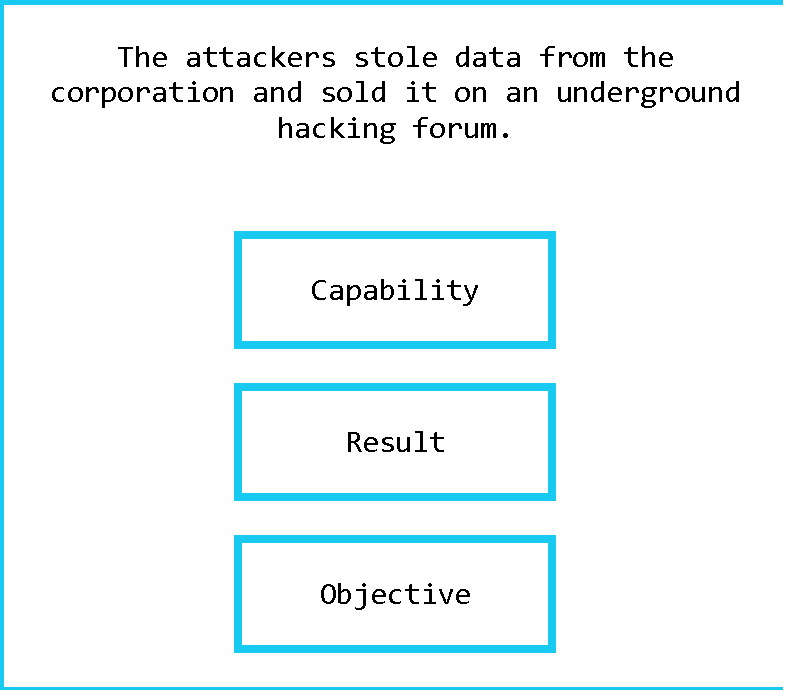 The attackers stole data from the
corporation and sold it on an underground
hacking forum.
Capability
Result
Objective